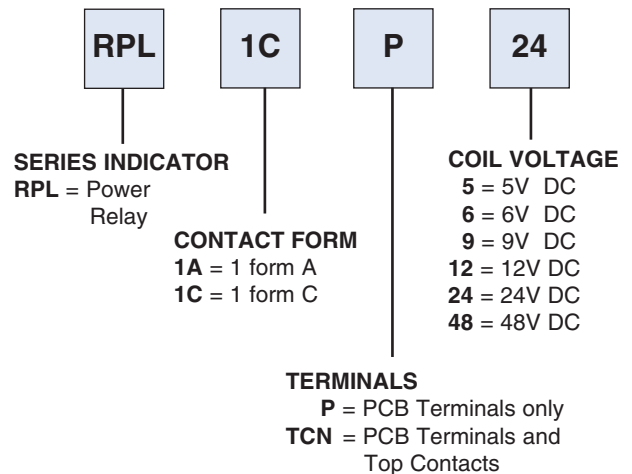 RPL 1C P 24
SERIES INDICATOR
RPL = Power
Relay
CONTACT FORM
1A = 1 form A
1C = 1 form C
TERMINALS
P = PCB Terminals only
TCN = PCB Terminals and
Top Contacts
COIL VOLTAGE
5 = 5V DC
6 = 6V DC
9 = 9V DC
12 = 12V DC
24 = 24V DC
48 = 48V DC